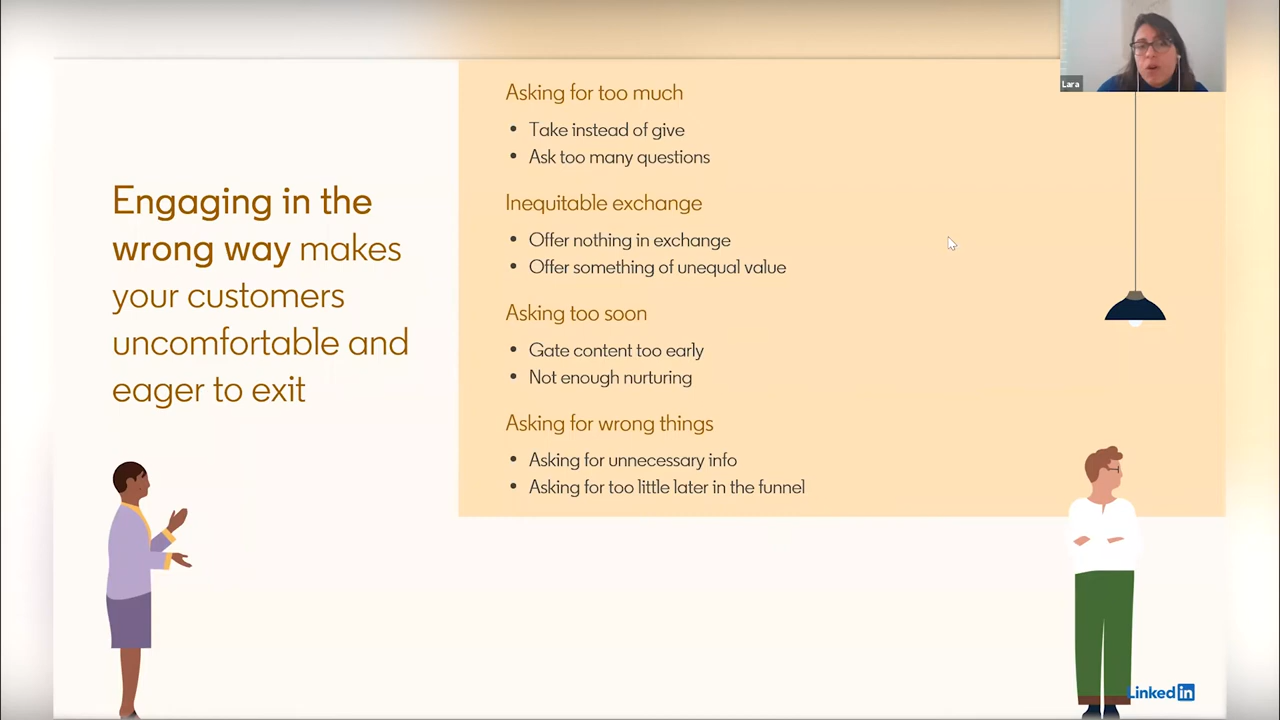 Engaging in the
wrong way makes
your customers
uncomfortable and
eager to exit
Asking for too much
• Take instead of give
• Ask too many questions
Inequitable exchange
• Offer nothing in exchange
• Offer something of unequal value
Asking too soon
• Gate content too early
• Not enough nurturing
Asking for wrong things
• Asking for unnecessary info
• Asking for too little later in the funnel
Lara
Linkedin